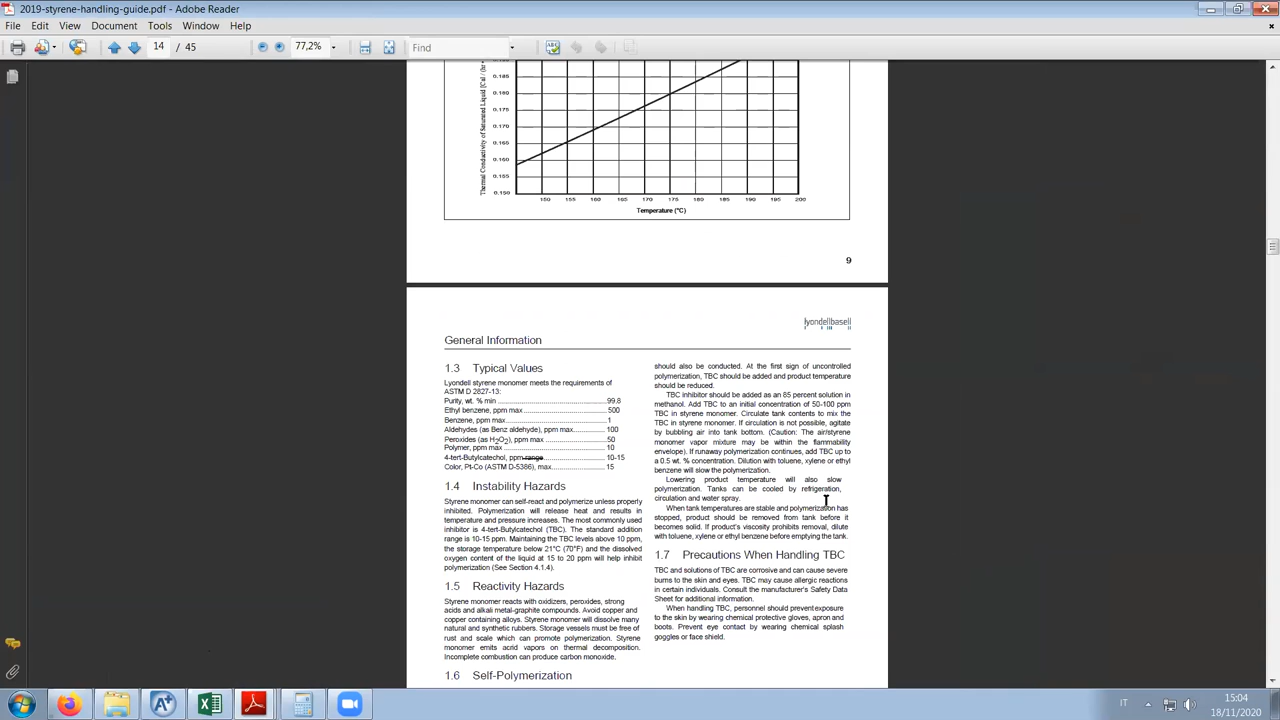 2019-styrene-handling-guide.pdf - Adobe Reader
File Edit View Document Tools Window Help
14 / 45 77,2% Find
0.185
0.180
0.175
0.170
0.165
0.160
0.155
0.150
Thermal Conductivity of Saturated Liquid [Cal / (hr
150 155 160 165 170 175 180 185 190 195 200
Temperature (°C)
9
lyondellbasell
General Information
1.3 Typical Values
Lyondell styrene monomer meets the requirements of
ASTM D 2827-13:
Purity, wt. % min 99.8
Ethyl benzene, ppm max 500
Benzene, ppm max 1
Aldehydes (as Benz aldehyde), ppm max 100
Peroxides (as H2O2), ppm max 50
Polymer, ppm max 10
4-tert-Butylcatechol, ppm range 10-15
Color, Pt-Co (ASTM D-5386), max 15
1.4 Instability Hazards
Styrene monomer can self-react and polymerize unless properly
inhibited. Polymerization will release heat and results in
temperature and pressure increases. The most commonly used
inhibitor is 4-tert-Butylcatechol (TBC). The standard addition
range is 10-15 ppm. Maintaining the TBC levels above 10 ppm,
the storage temperature below 21°C (70°F) and the dissolved
oxygen content of the liquid at 15 to 20 ppm will help inhibit
polymerization (See Section 4.1.4).
1.5 Reactivity Hazards
Styrene monomer reacts with oxidizers, peroxides, strong
acids and alkali metal-graphite compounds. Avoid copper and
copper containing alloys. Styrene monomer will dissolve many
natural and synthetic rubbers. Storage vessels must be free of
rust and scale which can promote polymerization. Styrene
monomer emits acrid vapors on thermal decomposition.
Incomplete combustion can produce carbon monoxide.
1.6 Self-Polymerization
should also be conducted. At the first sign of uncontrolled
polymerization, TBC should be added and product temperature
should be reduced.
TBC inhibitor should be added as an 85 percent solution in
methanol. Add TBC to an initial concentration of 50-100 ppm
TBC in styrene monomer. Circulate tank contents to mix the
TBC in styrene monomer. If circulation is not possible, agitate
by bubbling air into tank bottom. (Caution: The air/styrene
monomer vapor mixture may be within the flammability
envelope). If runaway polymerization continues, add TBC up to
a 0.5 wt. % concentration. Dilution with toluene, xylene or ethyl
benzene will slow the polymerization.
Lowering product temperature will also slow
polymerization. Tanks can be cooled by refrigeration,
circulation and water spray.
When tank temperatures are stable and polymerization has
stopped, product should be removed from tank before it
becomes solid. If product's viscosity prohibits removal, dilute
with toluene, xylene or ethyl benzene before emptying the tank.
1.7 Precautions When Handling TBC
TBC and solutions of TBC are corrosive and can cause severe
burns to the skin and eyes. TBC may cause allergic reactions
in certain individuals. Consult the manufacturer's Safety Data
Sheet for additional information.
When handling TBC, personnel should prevent exposure
to the skin by wearing chemical protective gloves, apron and
boots. Prevent eye contact by wearing chemical splash
goggles or face shield.
IT
15:04
18/11/2020